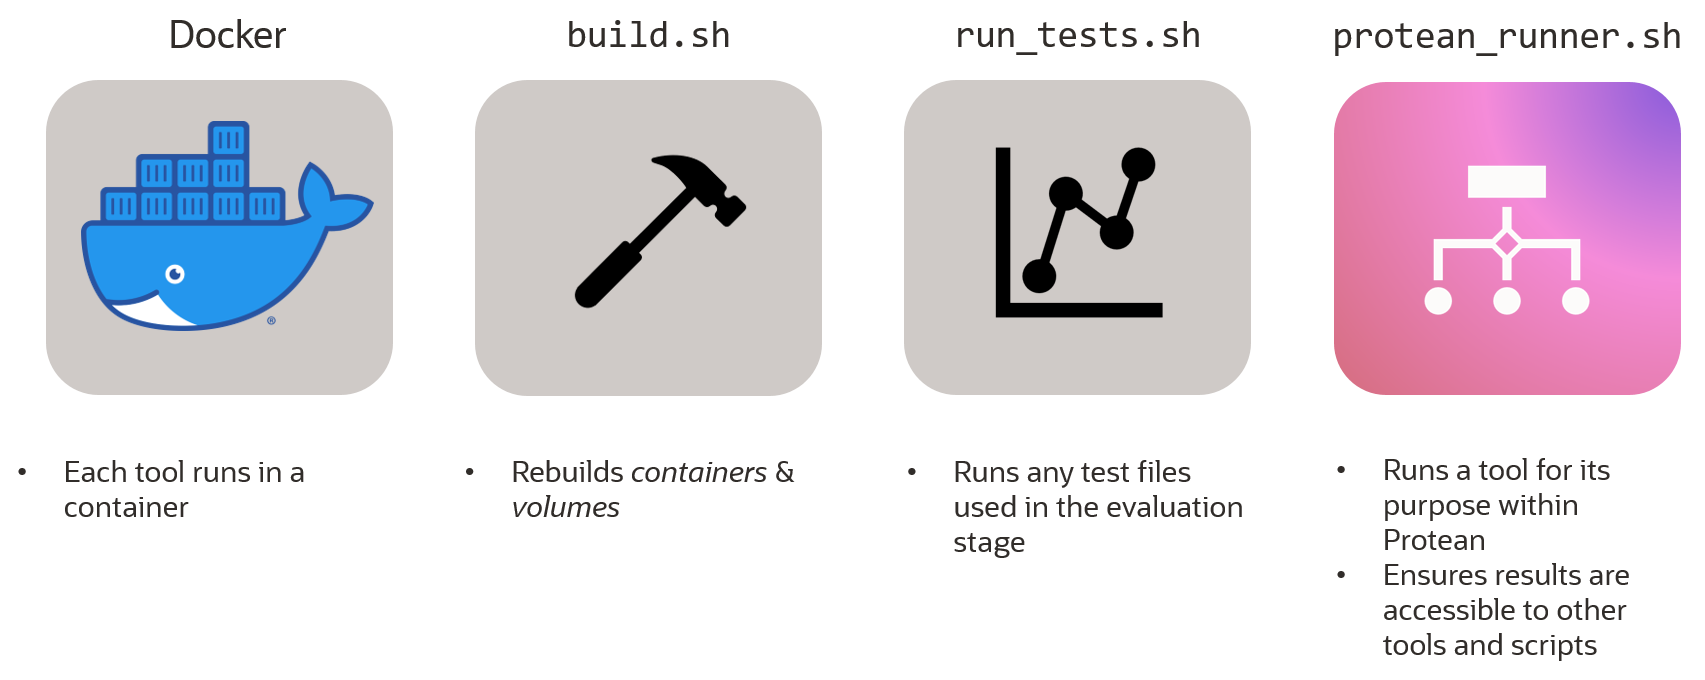 Docker
build.sh
run_tests.sh
protean_runner.sh
®
• Each tool runs in a
container
• Rebuilds containers &
volumes
• Runs any test files
used in the evaluation
stage
• Runs a tool for its
purpose within
Protean
• Ensures results are
accessible to other
tools and scripts